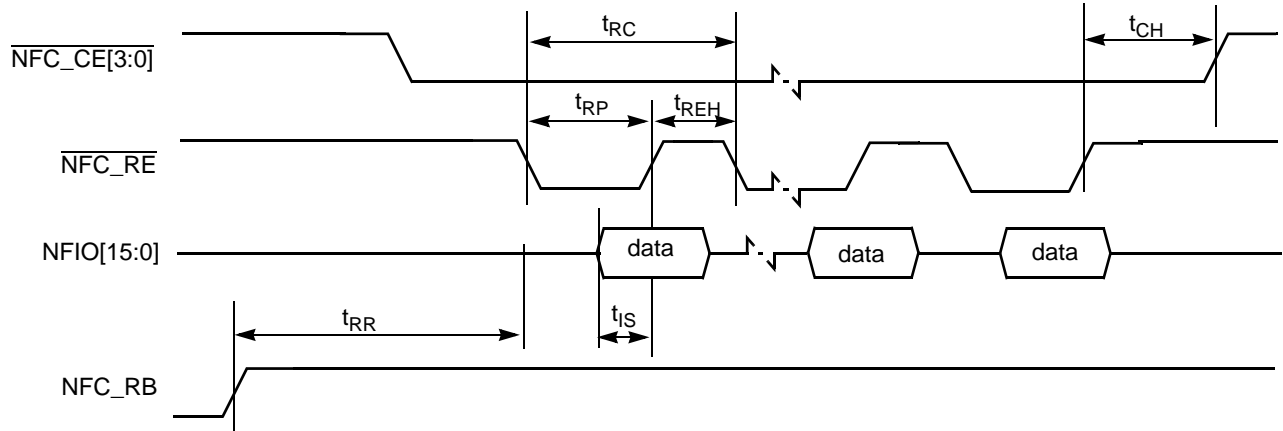 NFC_CE[3:0]
tRC
tCH
tRP
tREH
NFC_RE
NFIO[15:0]
data
data
data
tRR
tIS
NFC_RB